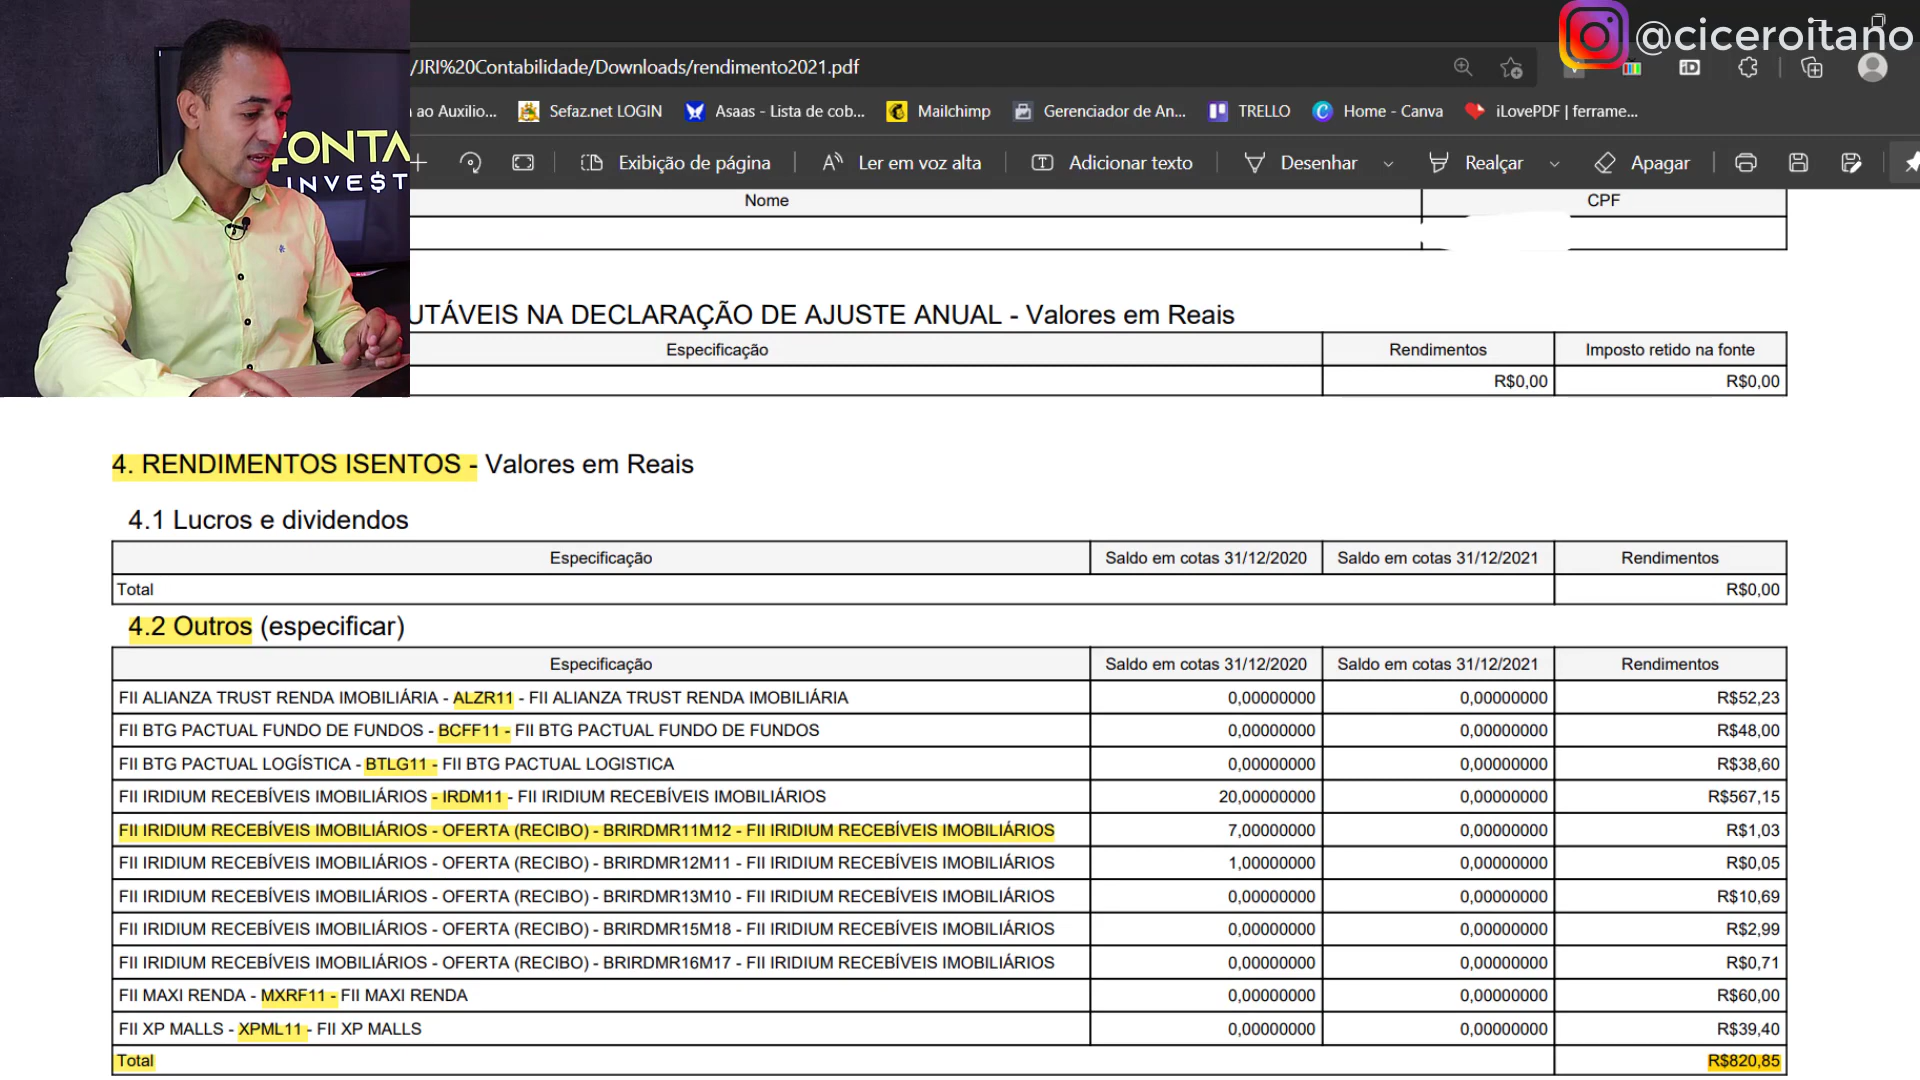 @ciceroitano
/JRI%20Contabilidade/Downloads/rendimento2021.pdf
ao Auxilio... Sefaz.net LOGIN Asaas - Lista de cob... Mailchimp Gerenciador de An... TRELLO Home - Canva iLovePDF | ferrame...
Exibição de página Ler em voz alta Adicionar texto Desenhar Realçar Apagar
CONTA
INVE$T
Nome CPF
UTÁVEIS NA DECLARAÇÃO DE AJUSTE ANUAL - Valores em Reais
Especificação Rendimentos Imposto retido na fonte
R$0,00 R$0,00
4. RENDIMENTOS ISENTOS - Valores em Reais
4.1 Lucros e dividendos
Especificação Saldo em cotas 31/12/2020 Saldo em cotas 31/12/2021 Rendimentos
Total R$0,00
4.2 Outros (especificar)
Especificação Saldo em cotas 31/12/2020 Saldo em cotas 31/12/2021 Rendimentos
FII ALIANZA TRUST RENDA IMOBILIÁRIA - ALZR11 - FII ALIANZA TRUST RENDA IMOBILIÁRIA 0,00000000 0,00000000 R$52,23
FII BTG PACTUAL FUNDO DE FUNDOS - BCFF11 - FII BTG PACTUAL FUNDO DE FUNDOS 0,00000000 0,00000000 R$48,00
FII BTG PACTUAL LOGÍSTICA - BTLG11 - FII BTG PACTUAL LOGISTICA 0,00000000 0,00000000 R$38,60
FII IRIDIUM RECEBÍVEIS IMOBILIÁRIOS - IRDM11 - FII IRIDIUM RECEBÍVEIS IMOBILIÁRIOS 20,00000000 0,00000000 R$567,15
FII IRIDIUM RECEBÍVEIS IMOBILIÁRIOS - OFERTA (RECIBO) - BRIRDMR11M12 - FII IRIDIUM RECEBÍVEIS IMOBILIÁRIOS 7,00000000 0,00000000 R$1,03
FII IRIDIUM RECEBÍVEIS IMOBILIÁRIOS - OFERTA (RECIBO) - BRIRDMR12M11 - FII IRIDIUM RECEBÍVEIS IMOBILIÁRIOS 1,00000000 0,00000000 R$0,05
FII IRIDIUM RECEBÍVEIS IMOBILIÁRIOS - OFERTA (RECIBO) - BRIRDMR13M10 - FII IRIDIUM RECEBÍVEIS IMOBILIÁRIOS 0,00000000 0,00000000 R$10,69
FII IRIDIUM RECEBÍVEIS IMOBILIÁRIOS - OFERTA (RECIBO) - BRIRDMR15M18 - FII IRIDIUM RECEBÍVEIS IMOBILIÁRIOS 0,00000000 0,00000000 R$2,99
FII IRIDIUM RECEBÍVEIS IMOBILIÁRIOS - OFERTA (RECIBO) - BRIRDMR16M17 - FII IRIDIUM RECEBÍVEIS IMOBILIÁRIOS 0,00000000 0,00000000 R$0,71
FII MAXI RENDA - MXRF11 - FII MAXI RENDA 0,00000000 0,00000000 R$60,00
FII XP MALLS - XPML11 - FII XP MALLS 0,00000000 0,00000000 R$39,40
Total R$820,85